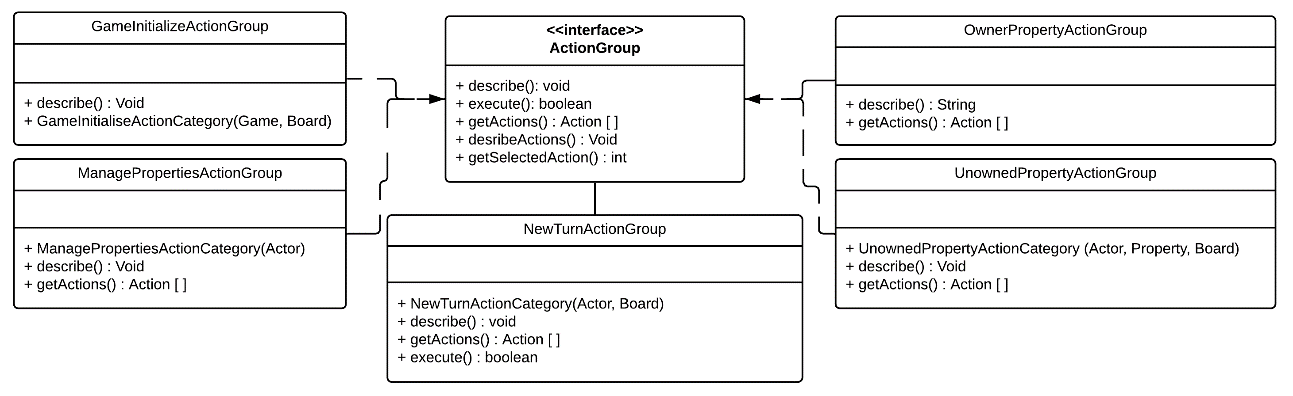 GameInitializeActionGroup
+ describe() : Void
+ GameInitialiseActionCategory(Game, Board)
<<interface>>
ActionGroup
+ describe(): void
+ execute(): boolean
+ getActions() : Action [ ]
+ desribeActions() : Void
+ getSelectedAction() : int
OwnerPropertyActionGroup
+ describe() : String
+ getActions() : Action [ ]
ManagePropertiesActionGroup
+ ManagePropertiesActionCategory(Actor)
+ describe() : Void
+ getActions() : Action [ ]
NewTurnActionGroup
+ NewTurnActionCategory(Actor, Board)
+ describe() : void
+ getActions() : Action [ ]
+ execute() : boolean
UnownedPropertyActionGroup
+ UnownedPropertyActionCategory (Actor, Property, Board)
+ describe() : Void
+ getActions() : Action [ ]